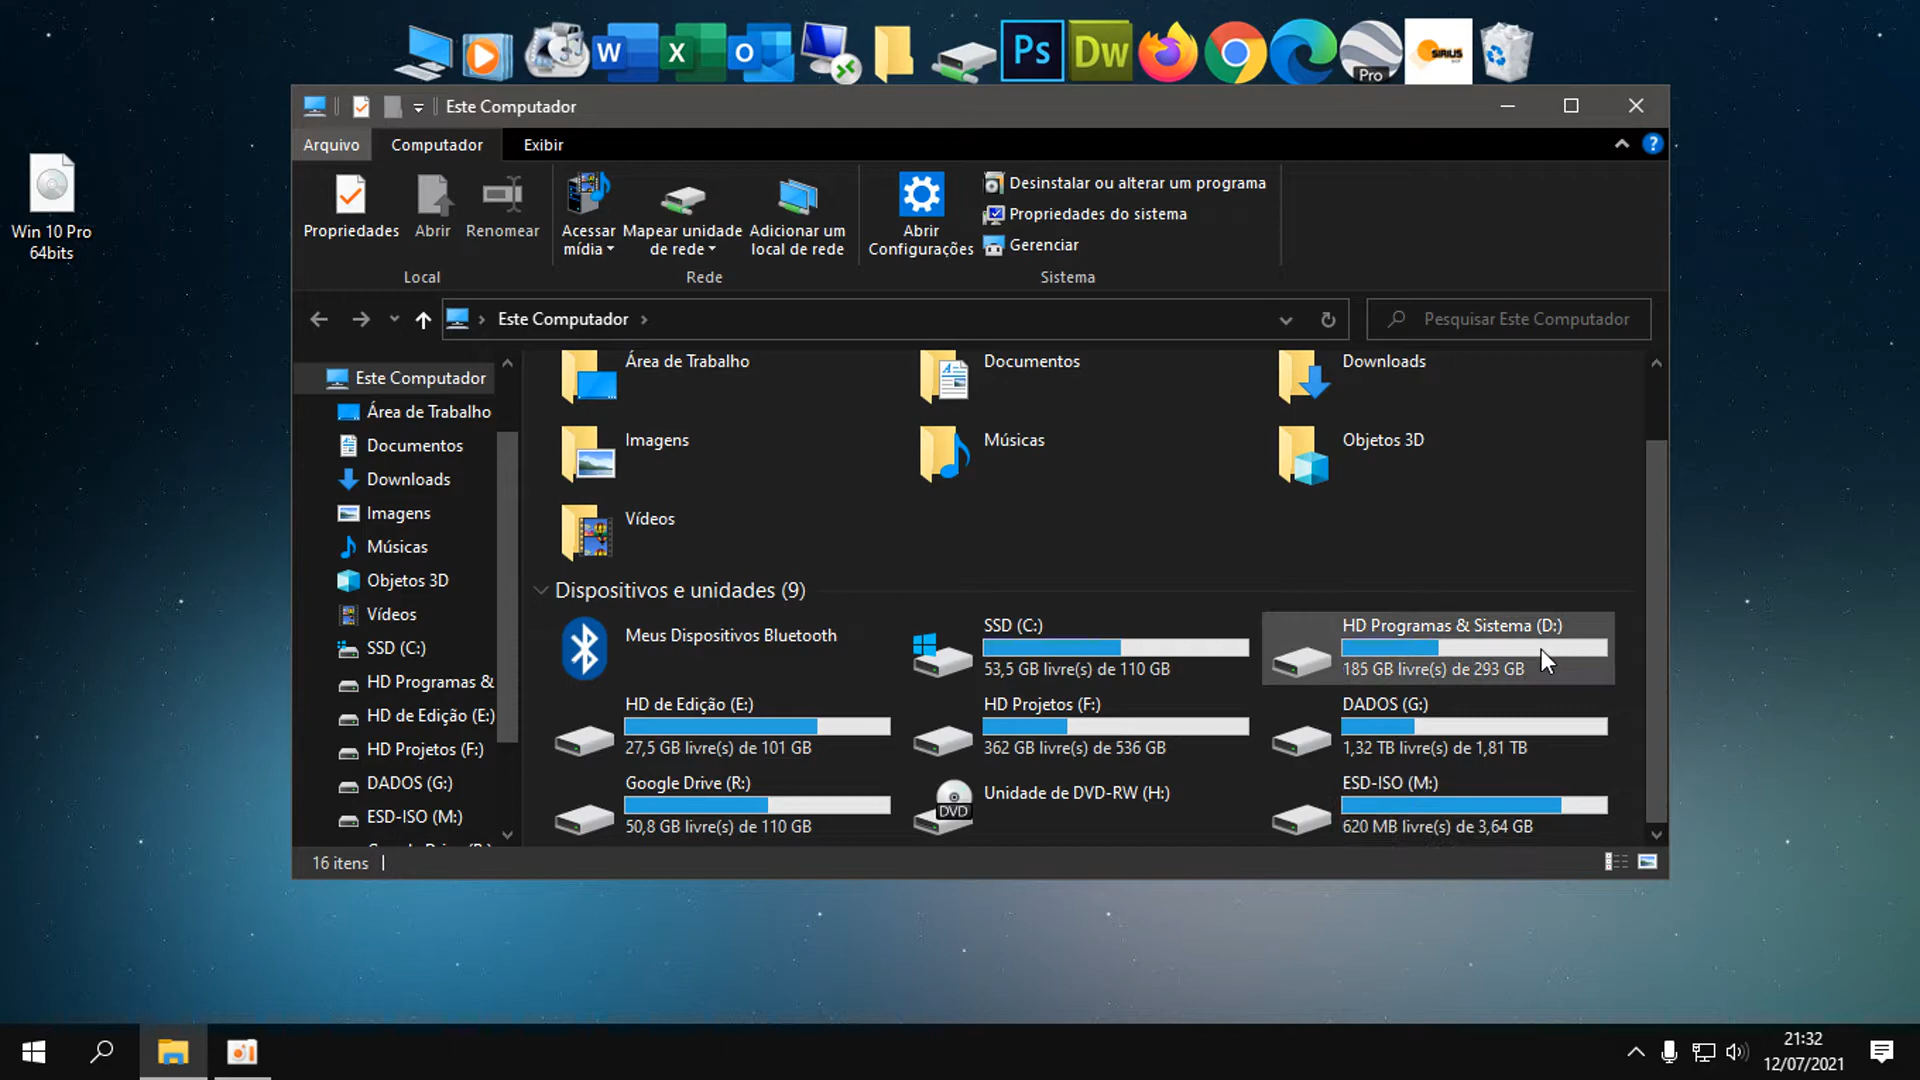 W
X
O
Ps
Dw
Pro
SIRIUS
Este Computador
Arquivo
Computador
Exibir
Win 10 Pro
64bits
Propriedades
Abrir
Renomear
Acessar
mídia
Mapear unidade
de rede
Adicionar um
local de rede
Abrir
Configurações
Desinstalar ou alterar um programa
Propriedades do sistema
Gerenciar
Local
Rede
Sistema
Este Computador
Pesquisar Este Computador
Este Computador
Área de Trabalho
Documentos
Downloads
Imagens
Músicas
Objetos 3D
Vídeos
SSD (C:)
HD Programas &
HD de Edição (E:)
HD Projetos (F:)
DADOS (G:)
ESD-ISO (M:)
Área de Trabalho
Documentos
Downloads
Imagens
Músicas
Objetos 3D
Vídeos
Dispositivos e unidades (9)
Meus Dispositivos Bluetooth
SSD (C:)
53,5 GB livre(s) de 110 GB
HD Programas & Sistema (D:)
185 GB livre(s) de 293 GB
HD de Edição (E:)
27,5 GB livre(s) de 101 GB
HD Projetos (F:)
362 GB livre(s) de 536 GB
DADOS (G:)
1,32 TB livre(s) de 1,81 TB
Google Drive (R:)
50,8 GB livre(s) de 110 GB
DVD
Unidade de DVD-RW (H:)
ESD-ISO (M:)
620 MB livre(s) de 3,64 GB
16 itens
21:32
12/07/2021